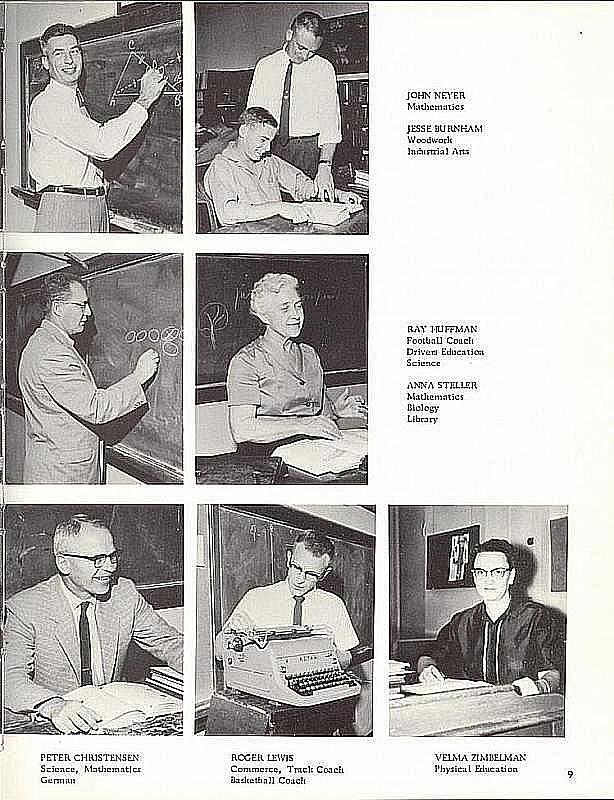 JOHN NEYER
Mathematics
JESSE BURNHAM
Woodwork
Industrial Arts
RAY HUFFMAN
Football Coach
Drivers Education
Science
ANNA STELLER
Mathematics
Biology
Library
PETER CHRISTENSEN
Science, Mathematics
German
ROGER LEWIS
Commerce, Track Coach
Basketball Coach
VELMA ZIMBELMAN
Physical Education
9